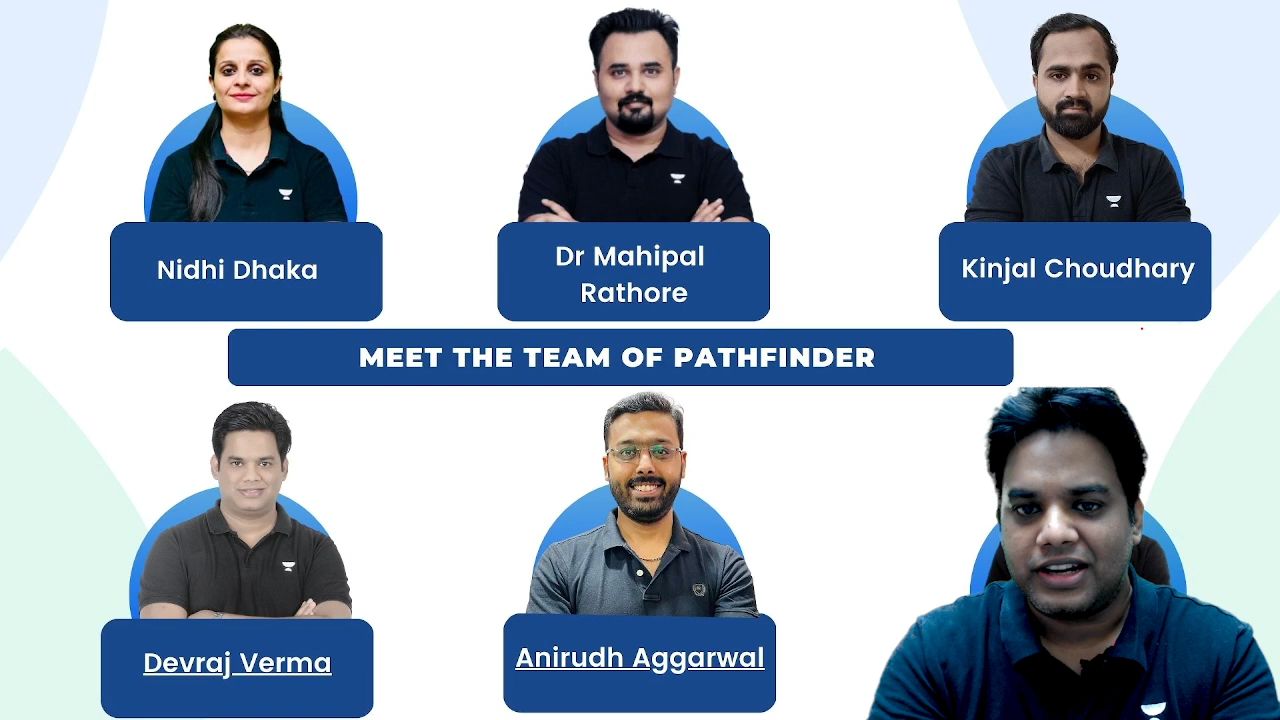 Nidhi Dhaka
Dr Mahipal
Rathore
Kinjal Choudhary
MEET THE TEAM OF PATHFINDER
Devraj Verma
Anirudh Aggarwal